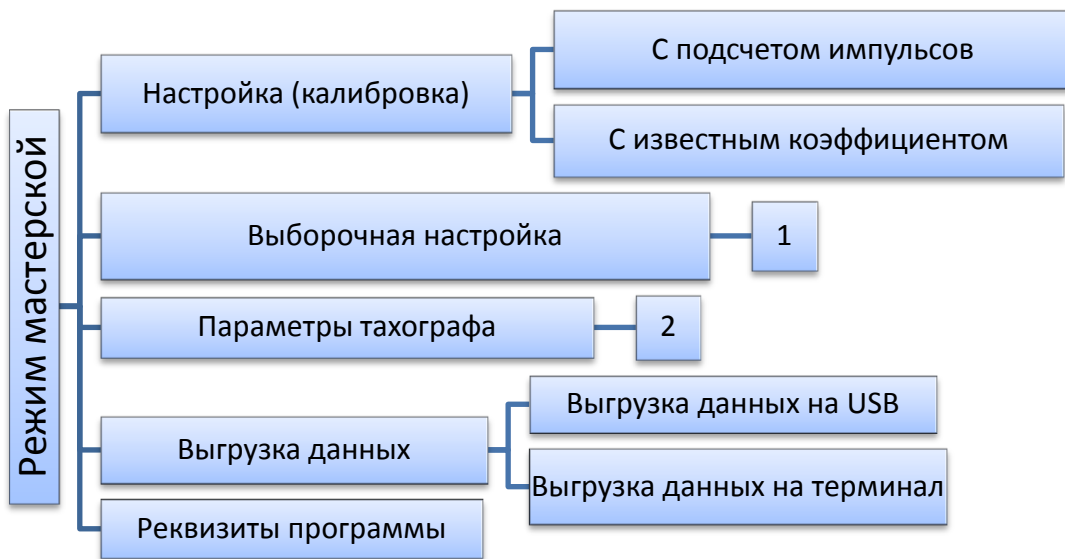 Режим мастерской
Настройка (калибровка)
С подсчетом импульсов
С известным коэффициентом
Выборочная настройка
1
Параметры тахографа
2
Выгрузка данных
Выгрузка данных на USB
Выгрузка данных на терминал
Реквизиты программы